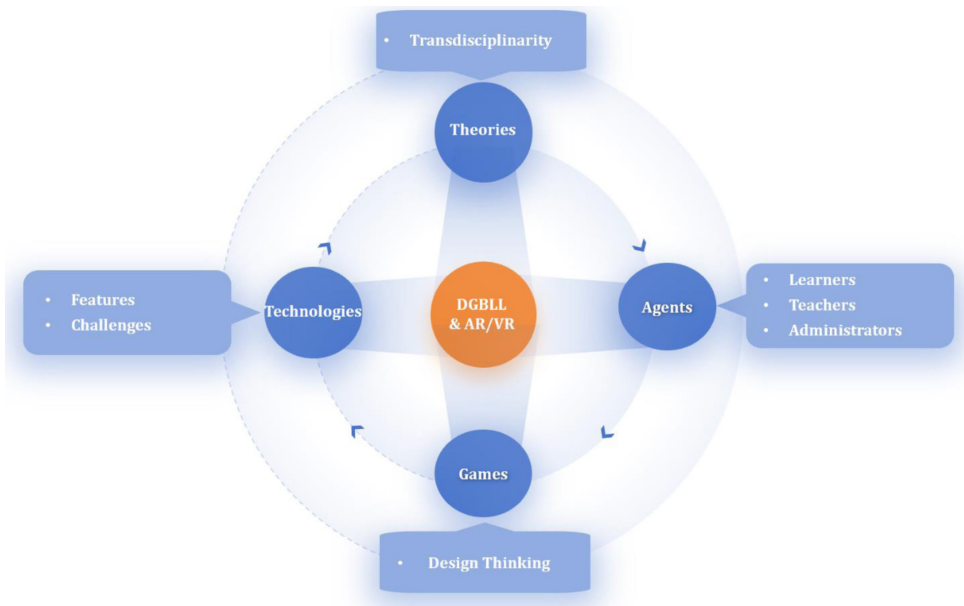 • Transdisciplinarity
Theories
• Features
• Challenges
Technologies
DGBLL
& AR/VR
Agents
• Learners
• Teachers
• Administrators
Games
• Design Thinking